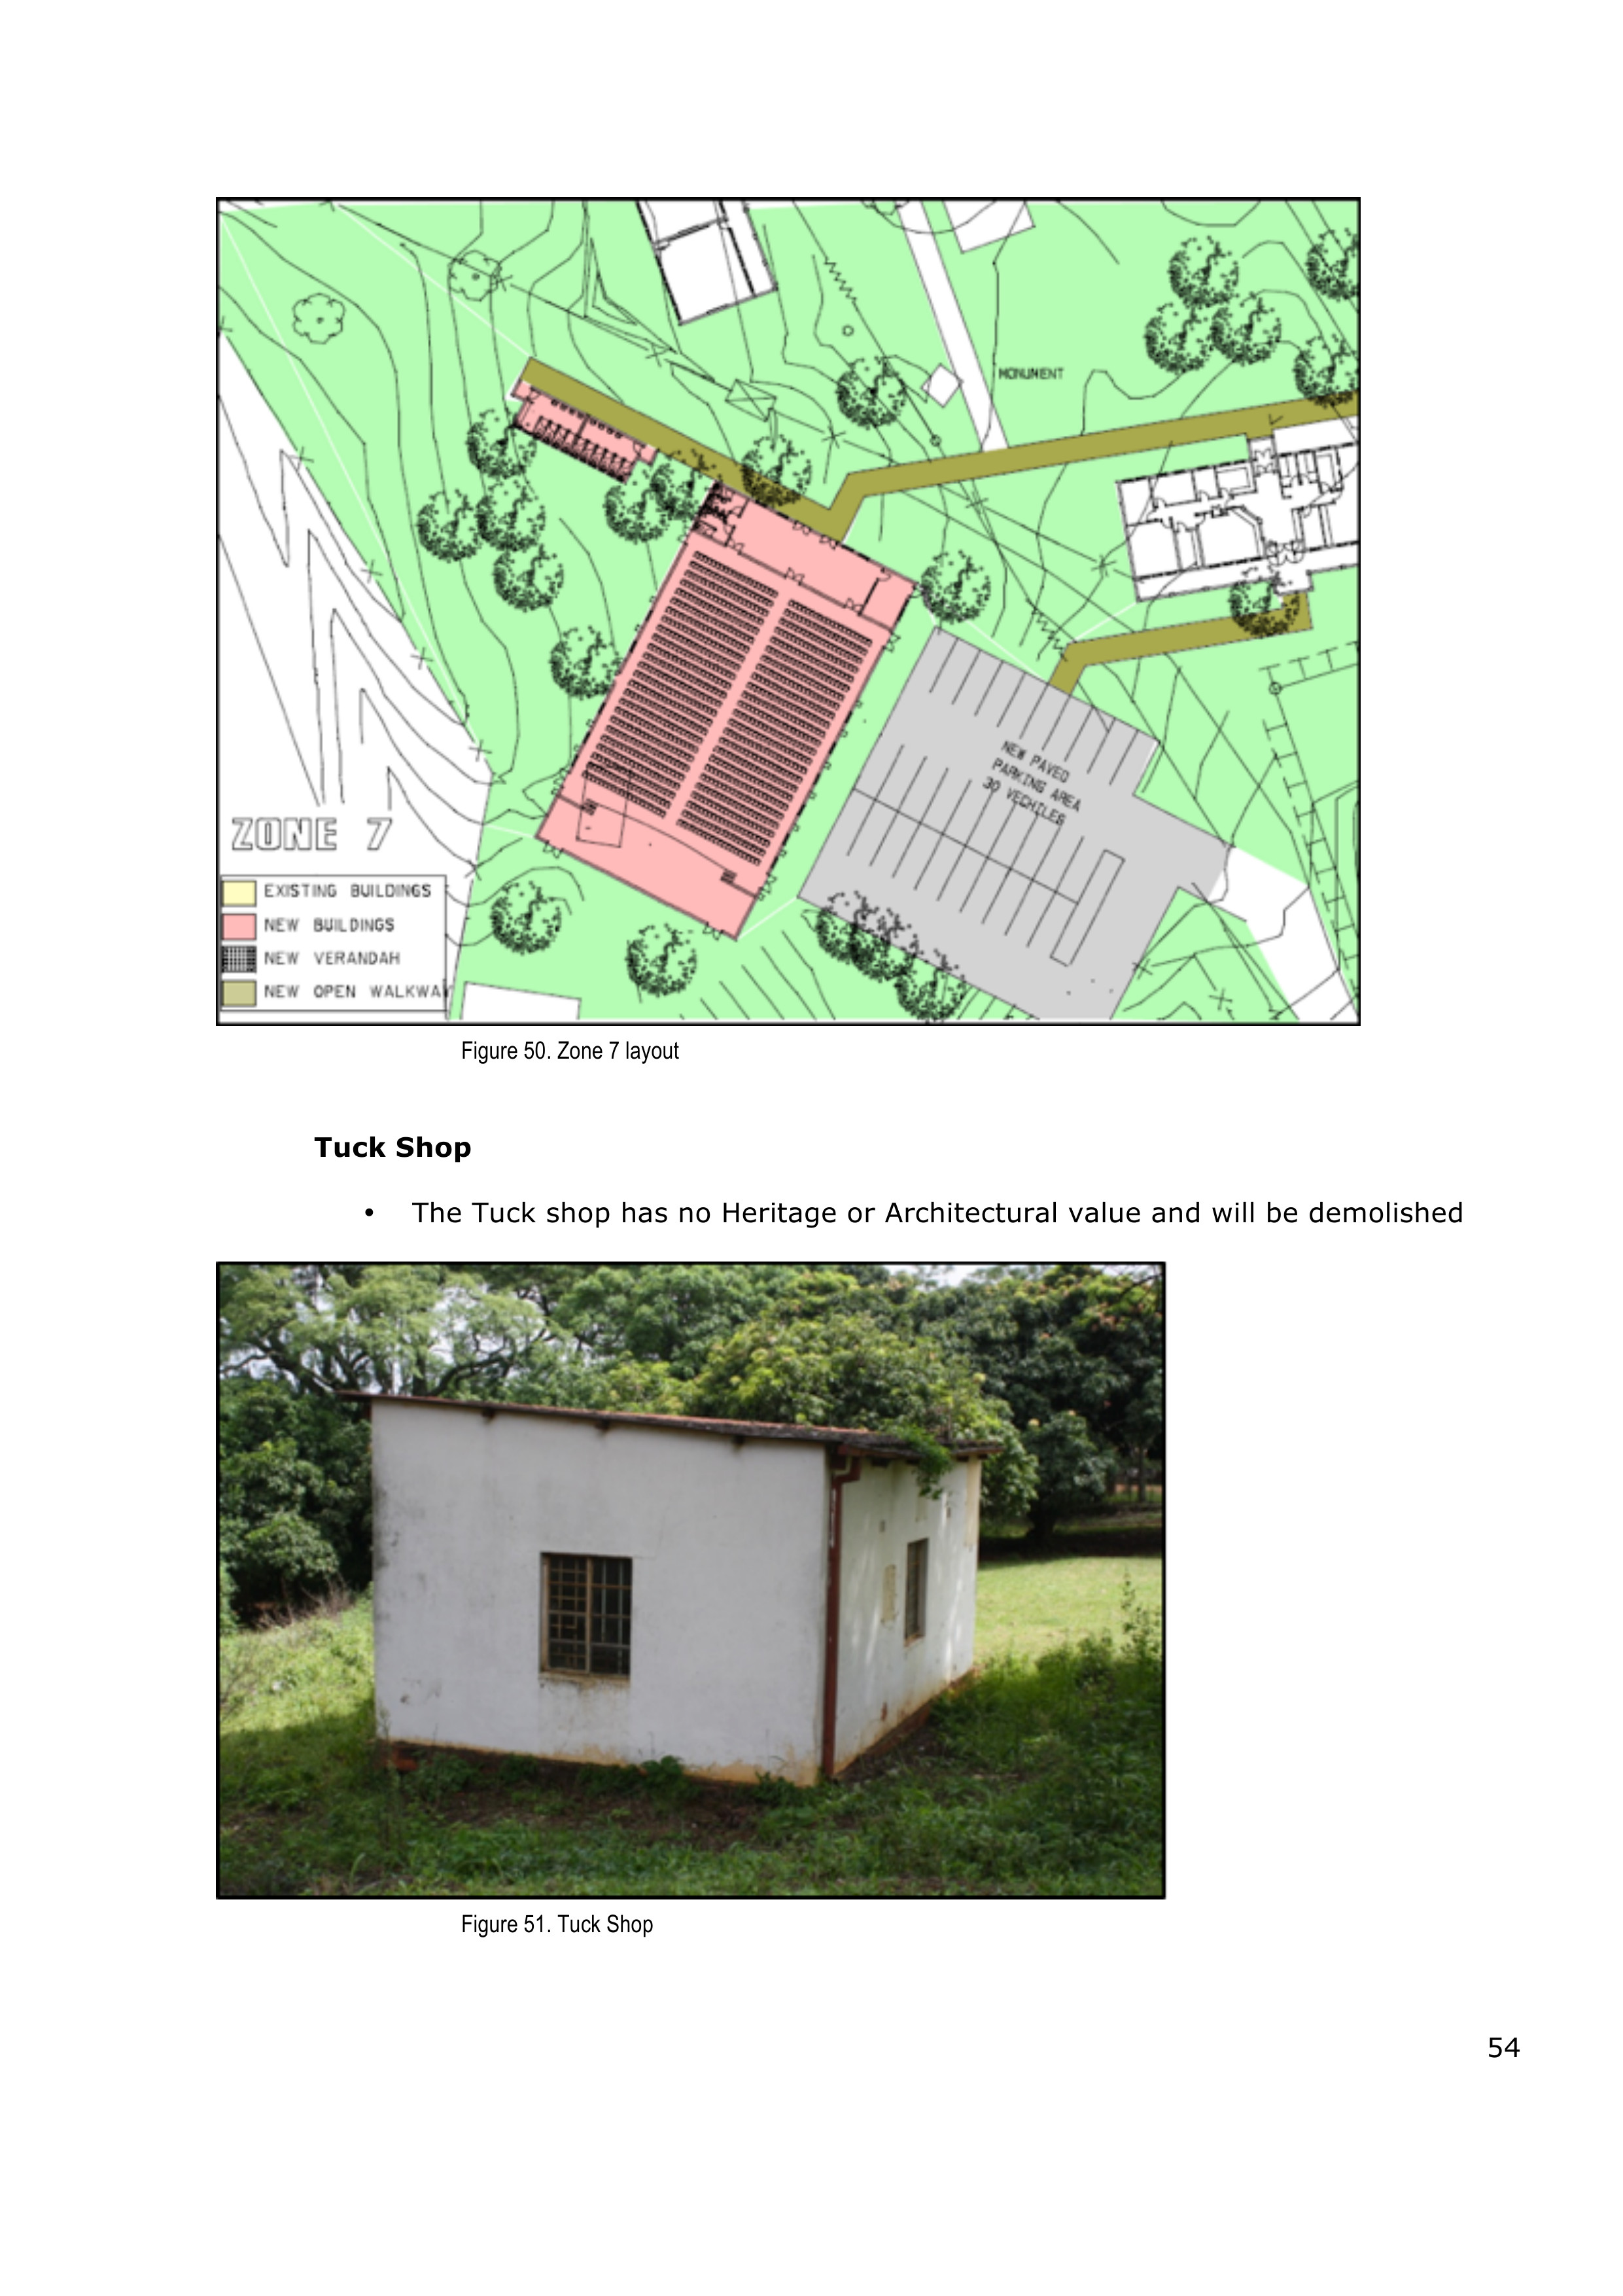 MONUMENT
NEW PAVED
PARKING AREA
30 VECHILES
ZONE 7
EXISTING BUILDINGS
NEW BUILDINGS
NEW VERANDAH
NEW OPEN WALKWAY
Figure 50. Zone 7 layout
Tuck Shop
• The Tuck shop has no Heritage or Architectural value and will be demolished
Figure 51. Tuck Shop
54